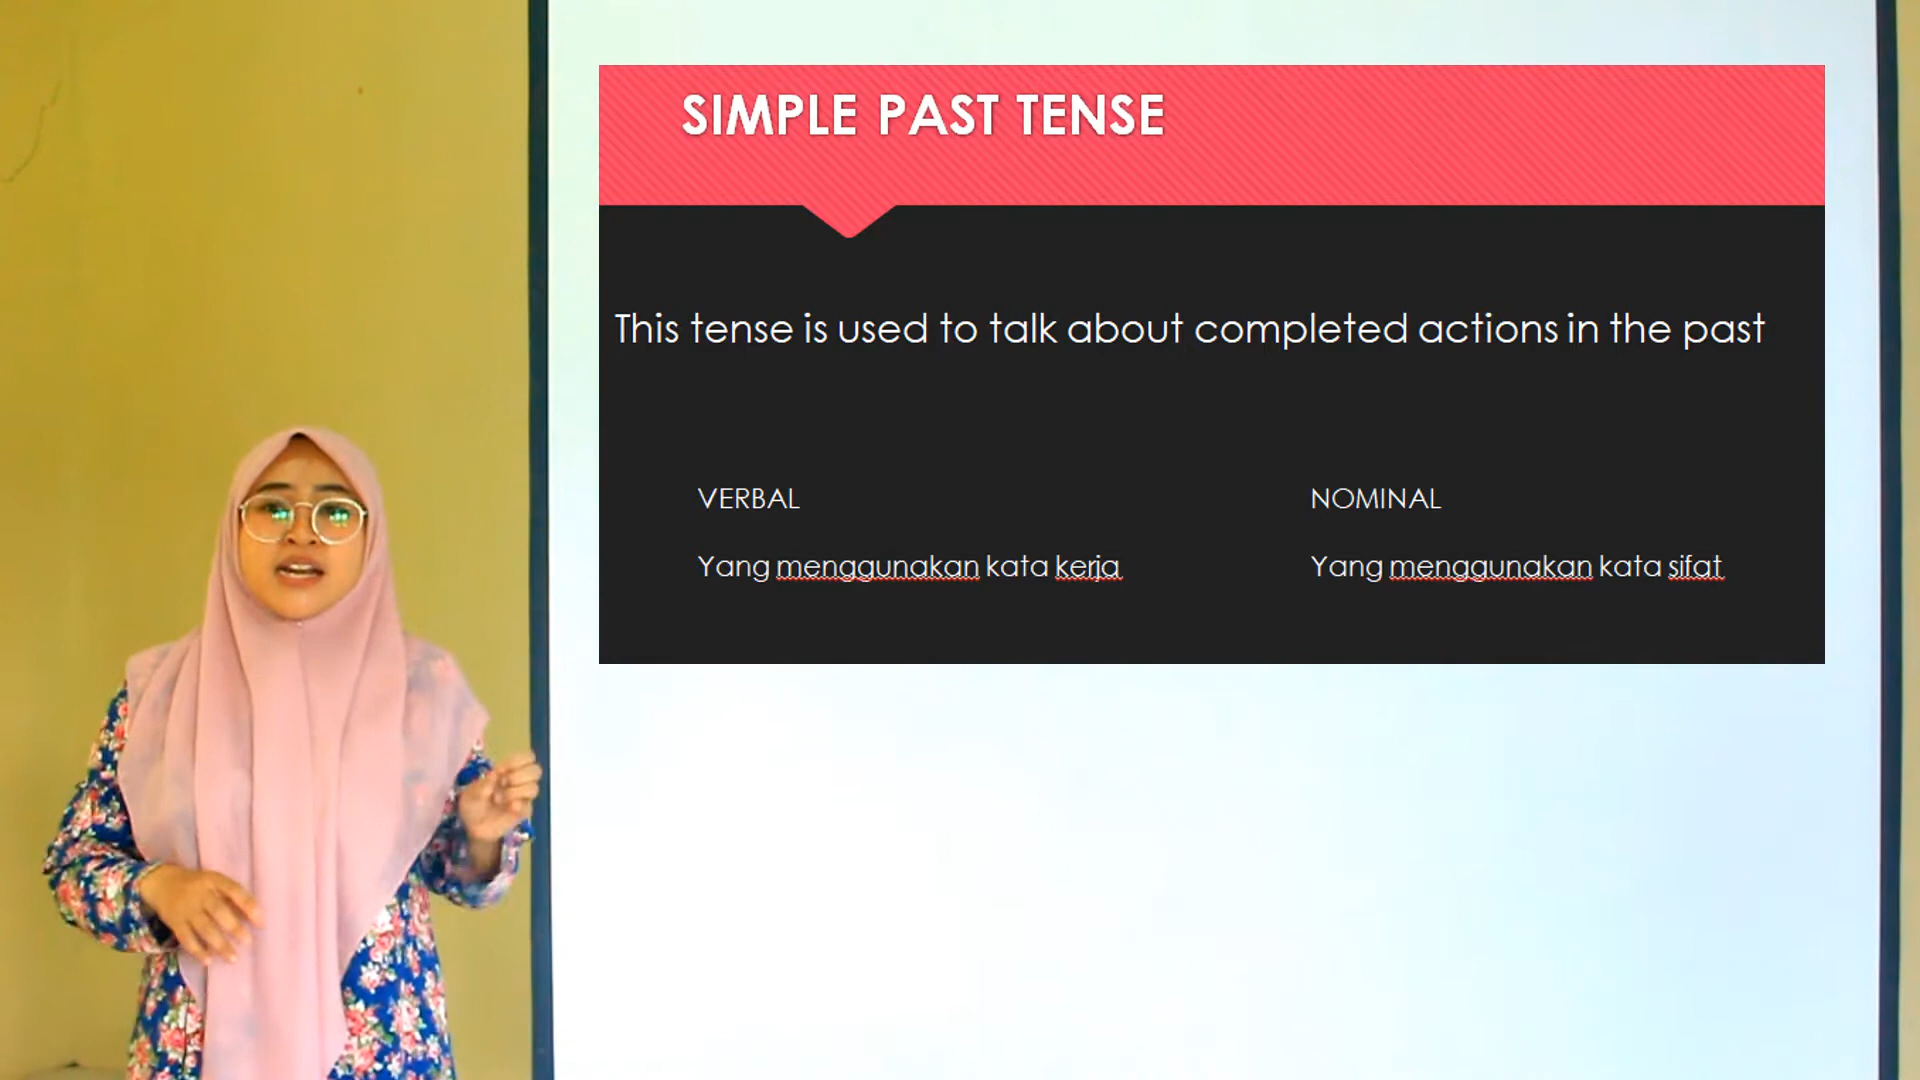 SIMPLE PAST TENSE
This tense is used to talk about completed actions in the past
VERBAL
NOMINAL
Yang menggunakan kata kerja
Yang menggunakan kata sifat